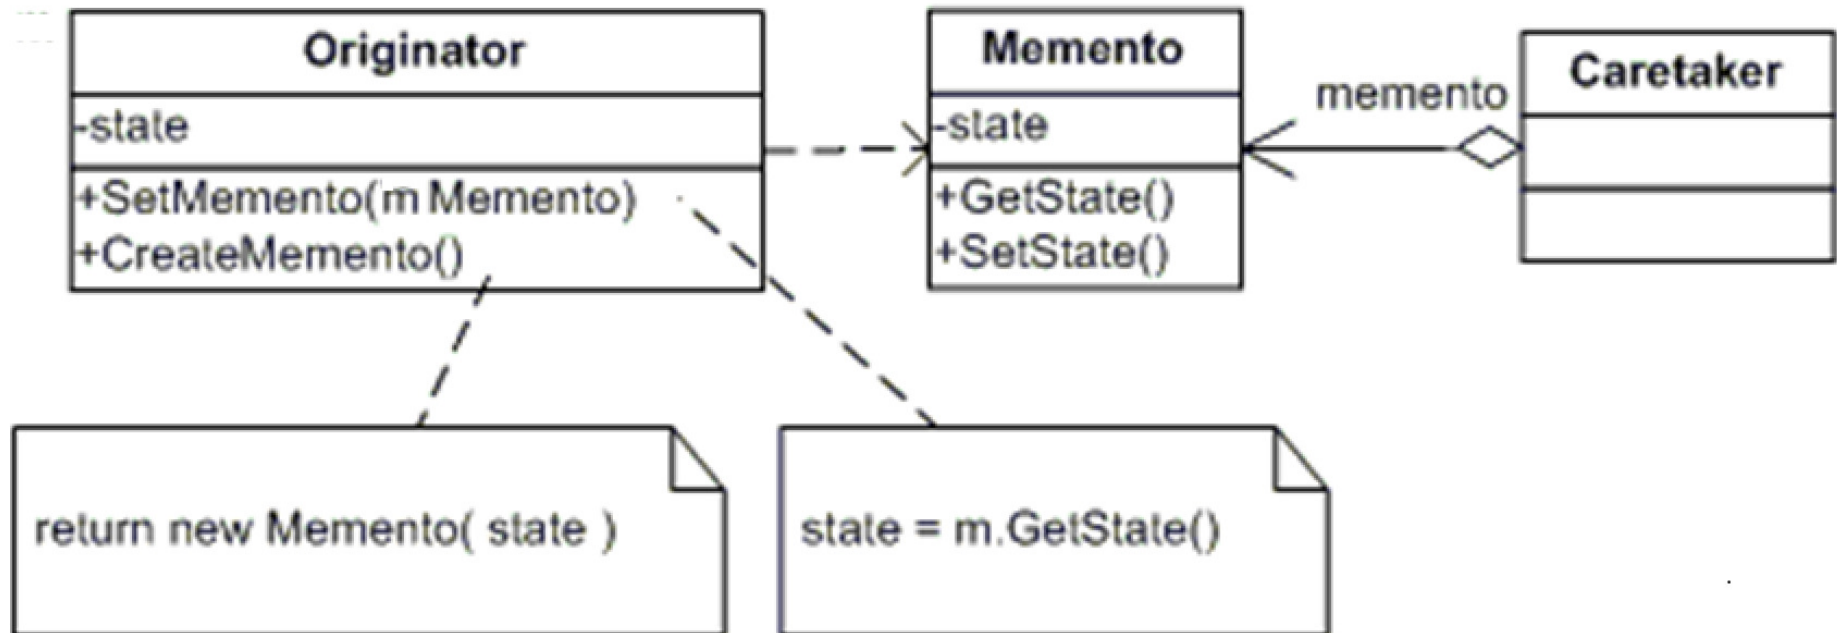 Originator
-state
+SetMemento(m Memento)
+CreateMemento()
Memento
-state
+GetState()
+SetState()
memento
Caretaker
return new Memento( state )
state = m.GetState()